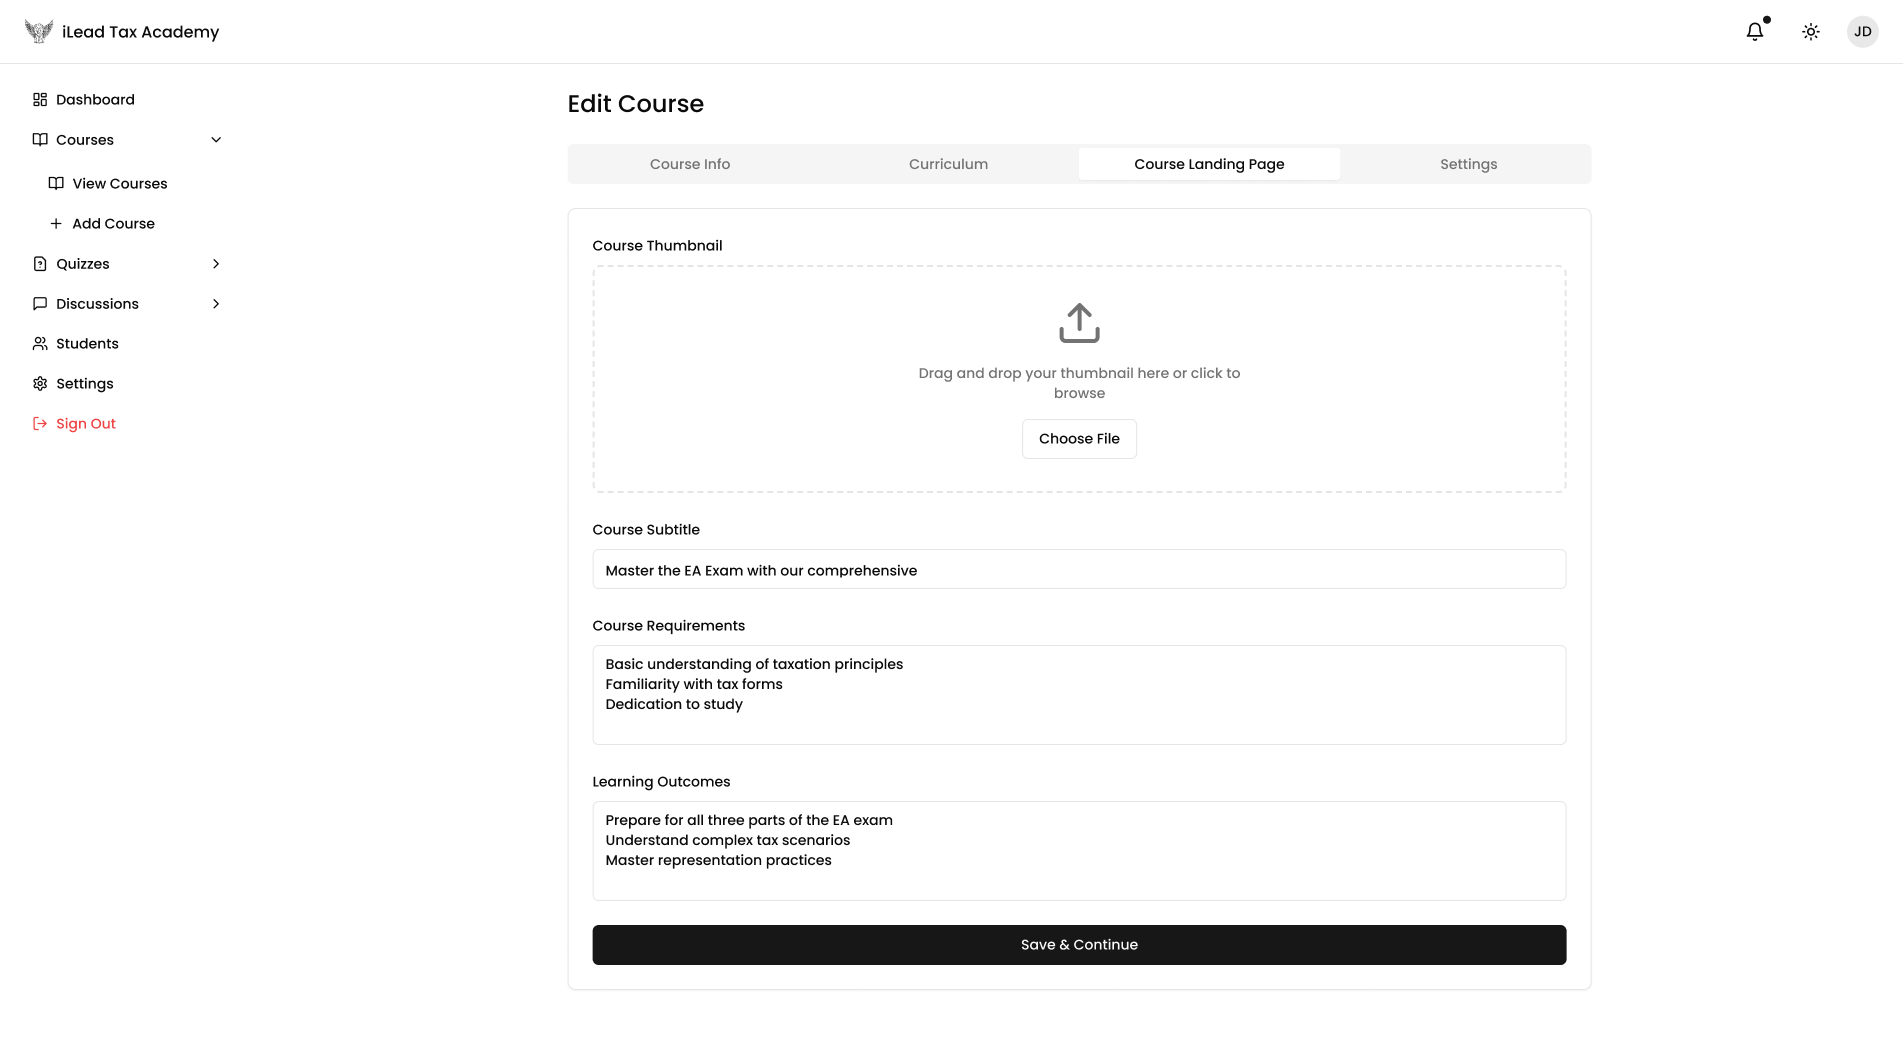 iLead Tax Academy
JD
Dashboard
Courses
View Courses
Add Course
Quizzes
Discussions
Students
Settings
Sign Out
Edit Course
Course Info
Curriculum
Course Landing Page
Settings
Course Thumbnail
Drag and drop your thumbnail here or click to
browse
Choose File
Course Subtitle
Master the EA Exam with our comprehensive
Course Requirements
Basic understanding of taxation principles
Familiarity with tax forms
Dedication to study
Learning Outcomes
Prepare for all three parts of the EA exam
Understand complex tax scenarios
Master representation practices
Save & Continue